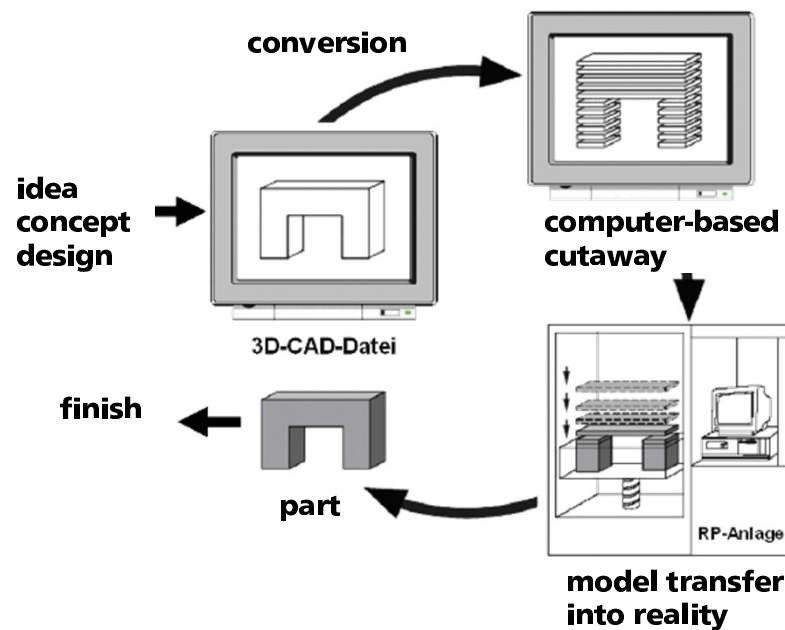 conversion
idea
concept
design
computer-based
cutaway
3D-CAD-Datei
finish
part
RP-Anlage
model transfer
into reality